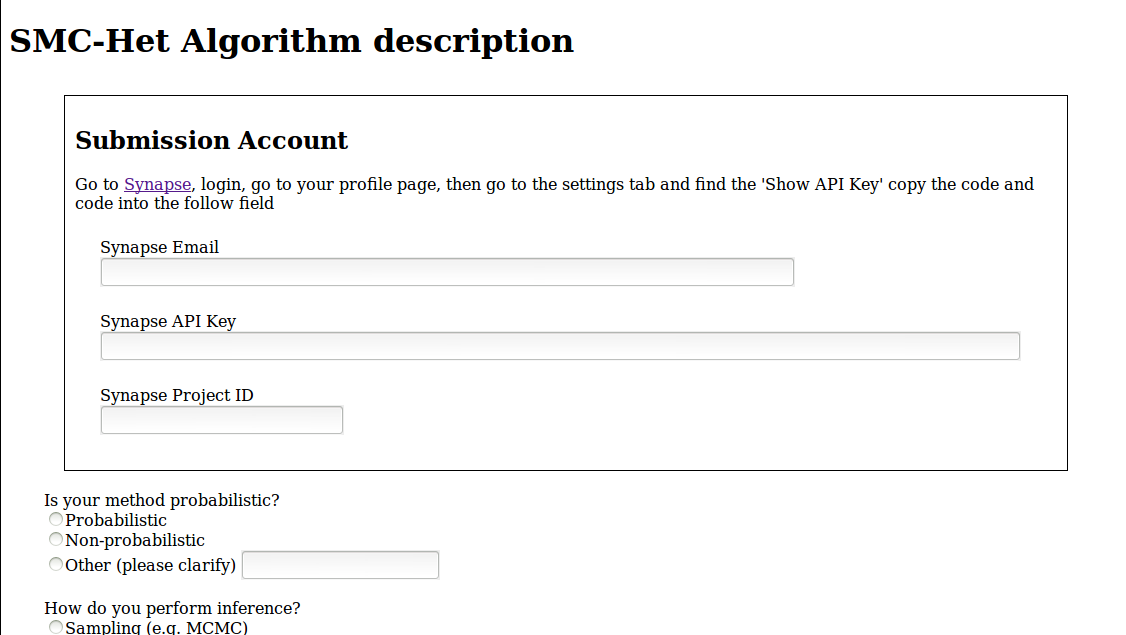 SMC-Het Algorithm description
Submission Account
Go to Synapse, login, go to your profile page, then go to the settings tab and find the 'Show API Key' copy the code and
code into the follow field
Synapse Email
Synapse API Key
Synapse Project ID
Is your method probabilistic?
Probabilistic
Non-probabilistic
Other (please clarify)
How do you perform inference?
Sampling (e.g. MCMC)